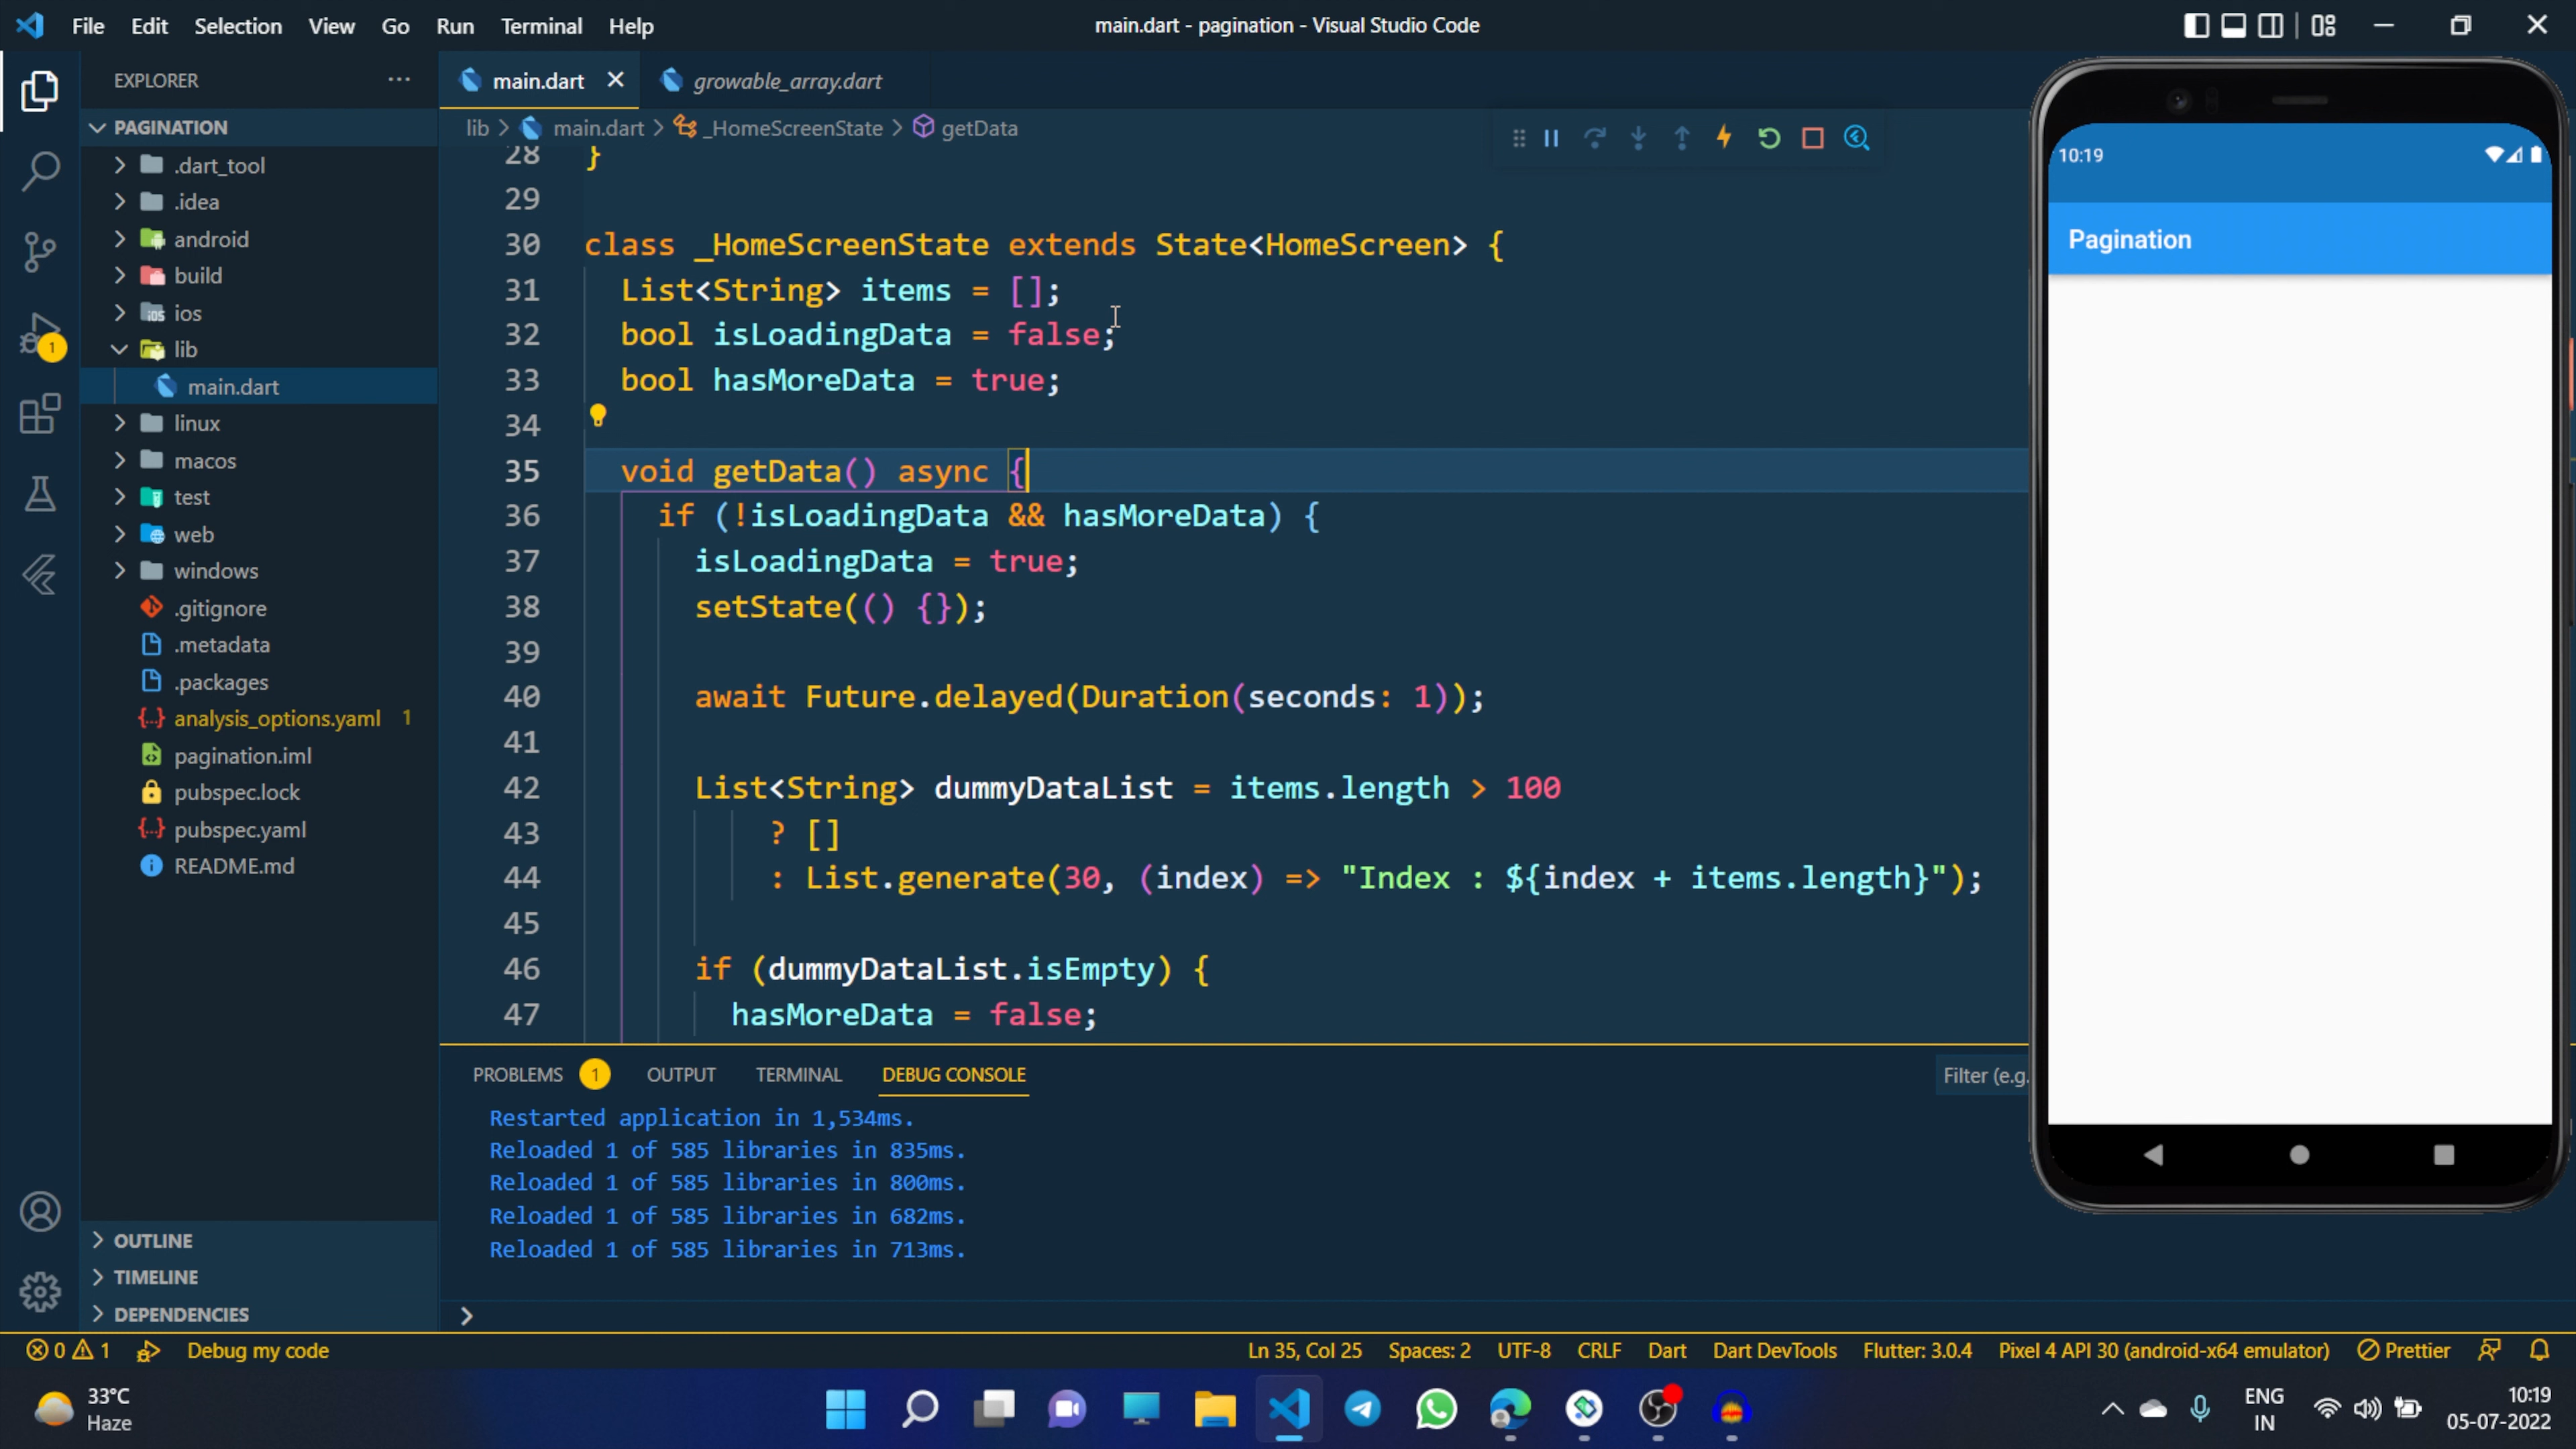 File Edit Selection View Go Run Terminal Help
main.dart - pagination - Visual Studio Code
EXPLORER
PAGINATION
.dart_tool
.idea
android
build
ios
lib
main.dart
linux
macos
test
web
windows
.gitignore
.metadata
.packages
analysis_options.yaml 1
pagination.iml
pubspec.lock
pubspec.yaml
README.md
OUTLINE
TIMELINE
DEPENDENCIES
1
main.dart
growable_array.dart
lib > main.dart > _HomeScreenState > getData
28 }
29
30 class _HomeScreenState extends State<HomeScreen> {
31 List<String> items = [];
32 bool isLoadingData = false;
33 bool hasMoreData = true;
34
35 void getData() async {
36 if (!isLoadingData && hasMoreData) {
37 isLoadingData = true;
38 setState(() {});
39
40 await Future.delayed(Duration(seconds: 1));
41
42 List<String> dummyDataList = items.length > 100
43 ? []
44 : List.generate(30, (index) => "Index : ${index + items.length}");
45
46 if (dummyDataList.isEmpty) {
47 hasMoreData = false;
PROBLEMS 1 OUTPUT TERMINAL DEBUG CONSOLE
Filter (e.g.
Restarted application in 1,534ms.
Reloaded 1 of 585 libraries in 835ms.
Reloaded 1 of 585 libraries in 800ms.
Reloaded 1 of 585 libraries in 682ms.
Reloaded 1 of 585 libraries in 713ms.
10:19
Pagination
0 1 Debug my code
Ln 35, Col 25 Spaces: 2 UTF-8 CRLF Dart Dart DevTools Flutter: 3.0.4 Pixel 4 API 30 (android-x64 emulator) Prettier
33°C
Haze
ENG
IN
10:19
05-07-2022